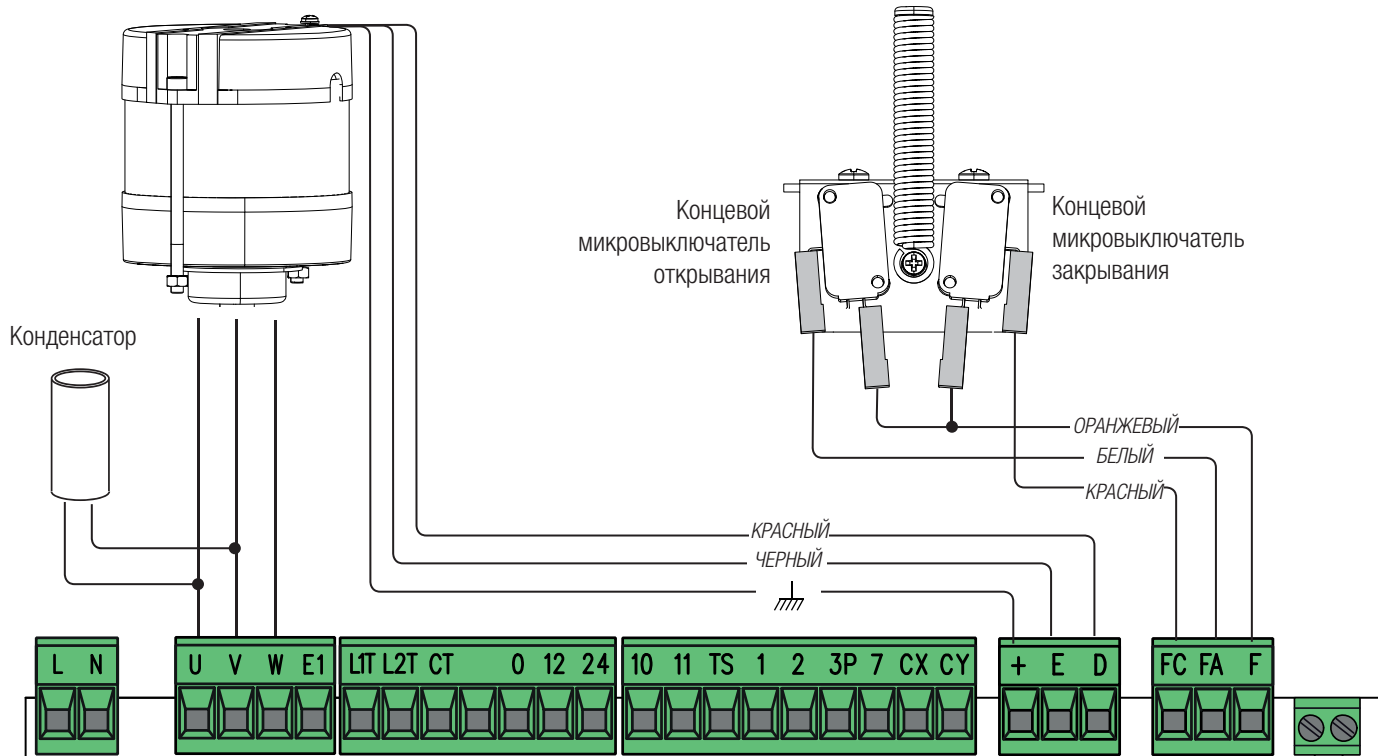 Концевой
микровыключатель
открывания
Концевой
микровыключатель
закрывания
Конденсатор
ОРАНЖЕВЫЙ
БЕЛЫЙ
КРАСНЫЙ
КРАСНЫЙ
ЧЕРНЫЙ
L N
U V W E1
L1T L2T CT 0 12 24
10 11 TS 1 2 3P 7 CX CY
+ E D
FC FA F